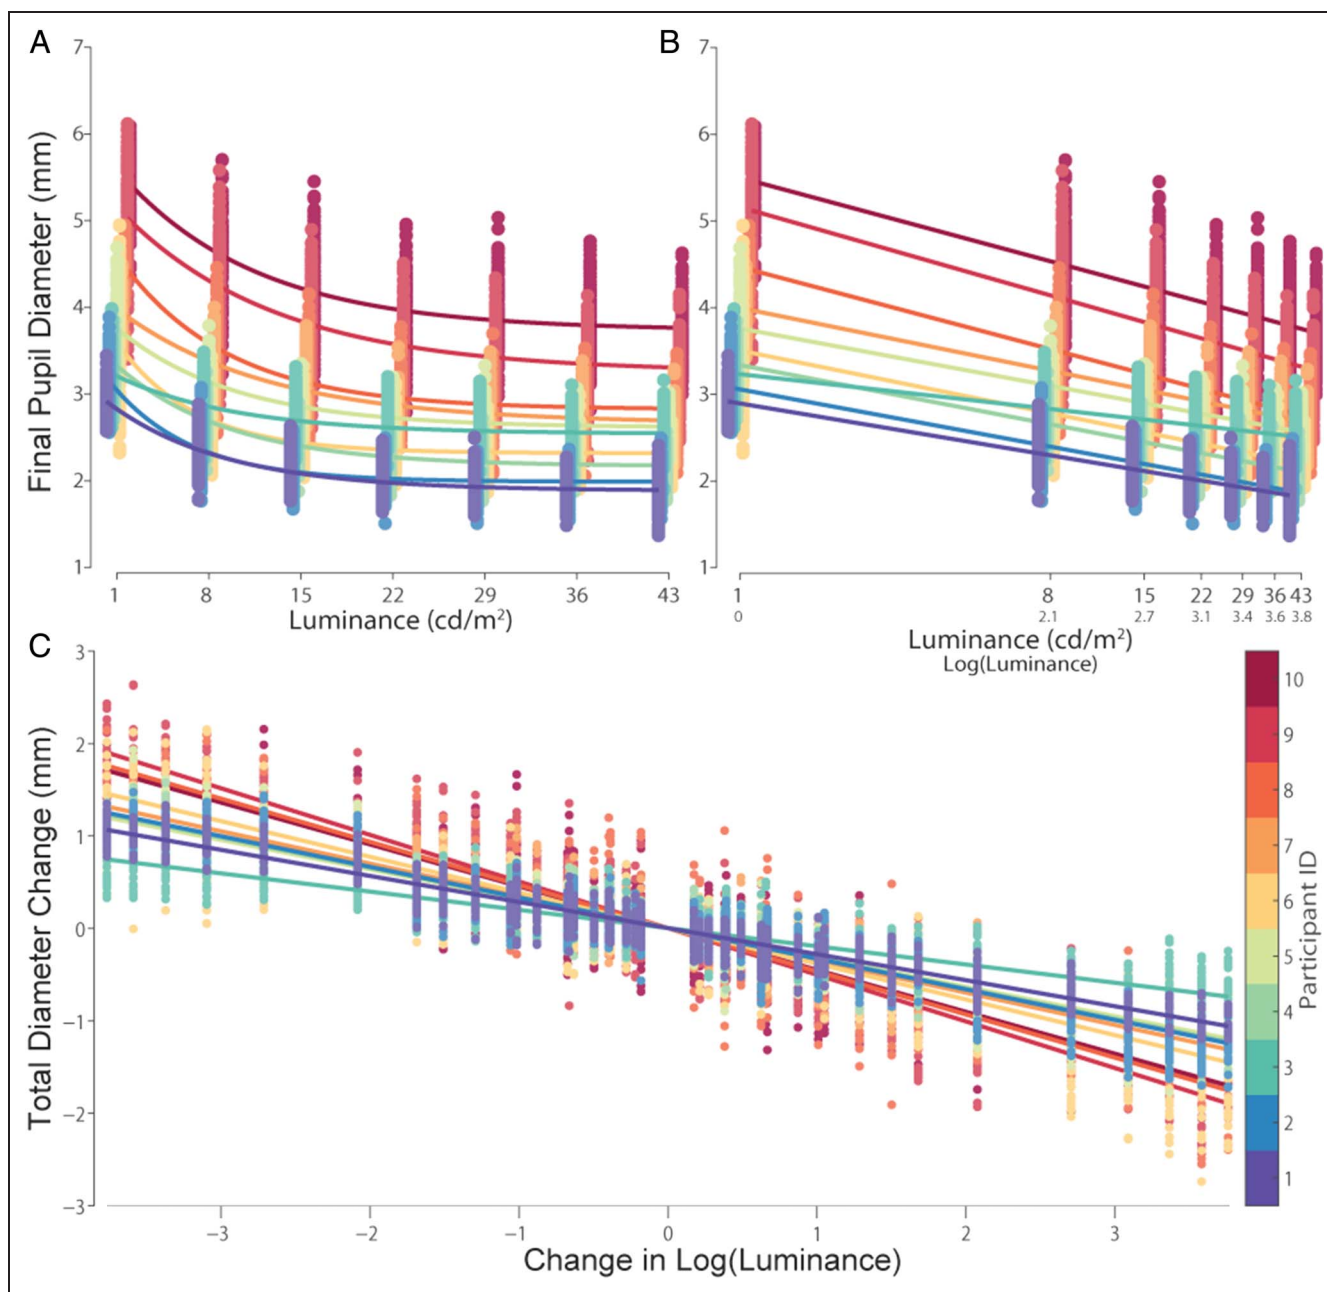 A
B
7
6
5
4
3
2
1
Final Pupil Diameter (mm)
1 8 15 22 29 36 43
Luminance (cd/m²)
7
6
5
4
3
2
1
1 8 15 22 29 36 43
0 2.1 2.7 3.1 3.4 3.6 3.8
Luminance (cd/m²)
Log(Luminance)
C
3
2
1
0
−1
−2
−3
Total Diameter Change (mm)
−3 −2 −1 0 1 2 3
Change in Log(Luminance)
10
9
8
7
6
5
4
3
2
1
Participant ID